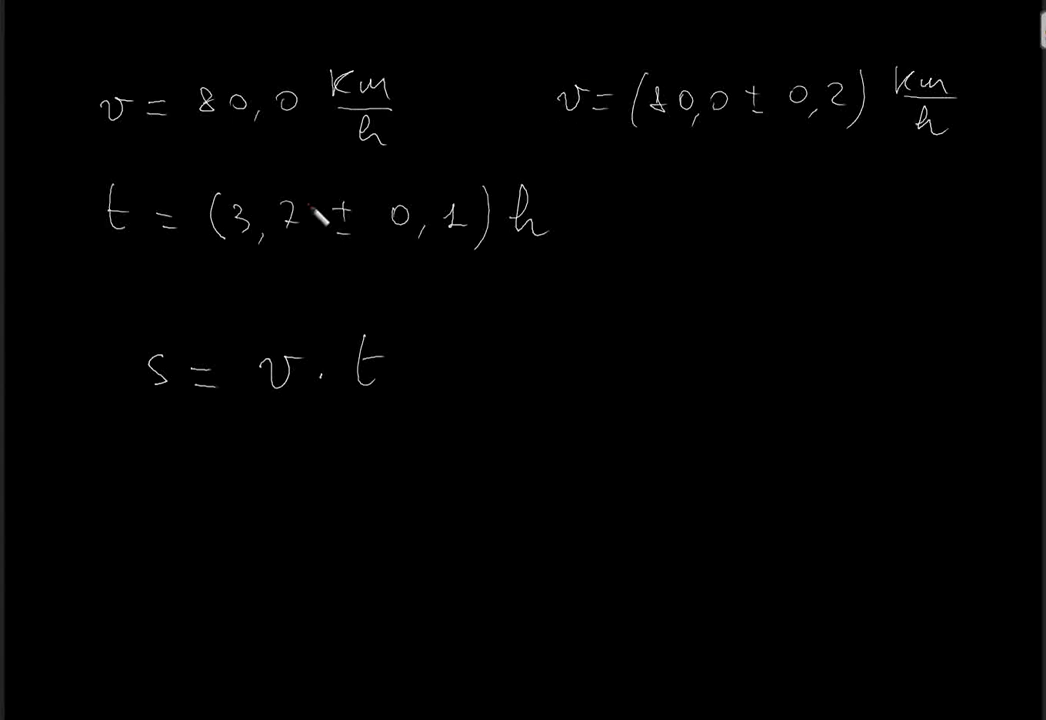 v = 80,0 Km/h v = (80,0 ± 0,2) Km/h
t = (3,7 ± 0,1) h
s = v · t